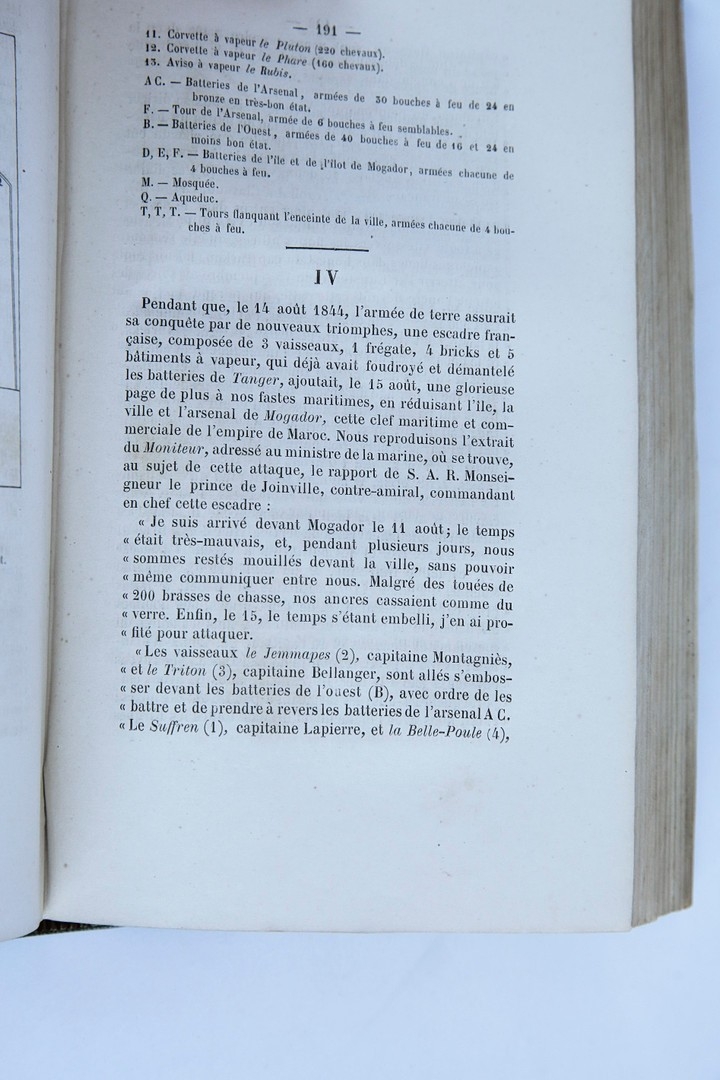 — 191 —
11. Corvette à vapeur le Pluton (220 chevaux).
12. Corvette à vapeur le Phare (160 chevaux).
13. Aviso à vapeur le Rubis.
A C. — Batteries de l'Arsenal, armées de 30 bouches à feu de 24 en
bronze en très-bon état.
F. — Tour de l'Arsenal, armée de 6 bouches à feu semblables.
B. — Batteries de l'Ouest, armées de 40 bouches à feu de 16 et 24 en
moins bon état.
D, E, F. — Batteries de l'île et de l'îlot de Mogador, armées chacune de
4 bouches à feu.
M. — Mosquée.
Q. — Aqueduc.
T, T, T. — Tours flanquant l'enceinte de la ville, armées chacune de 4 bou-
ches à feu.
IV
Pendant que, le 14 août 1844, l'armée de terre assurait
sa conquête par de nouveaux triomphes, une escadre fran-
çaise, composée de 3 vaisseaux, 1 frégate, 4 bricks et 5
bâtiments à vapeur, qui déjà avait foudroyé et démantelé
les batteries de Tanger, ajoutait, le 15 août, une glorieuse
page de plus à nos fastes maritimes, en réduisant l'île, la
ville et l'arsenal de Mogador, cette clef maritime et com-
merciale de l'empire de Maroc. Nous reproduisons l'extrait
du Moniteur, adressé au ministre de la marine, où se trouve,
au sujet de cette attaque, le rapport de S. A. R. Monsei-
gneur le prince de Joinville, contre-amiral, commandant
en chef cette escadre :
« Je suis arrivé devant Mogador le 11 août; le temps
« était très-mauvais, et, pendant plusieurs jours, nous
« sommes restés mouillés devant la ville, sans pouvoir
« même communiquer entre nous. Malgré des touées de
« 200 brasses de chasse, nos ancres cassaient comme du
« verre. Enfin, le 15, le temps s'étant embelli, j'en ai pro-
« fité pour attaquer.
« Les vaisseaux le Jemmapes (2), capitaine Montagniès,
« et le Triton (3), capitaine Bellanger, sont allés s'embos-
« ser devant les batteries de l'ouest (B), avec ordre de les
« battre et de prendre à revers les batteries de l'arsenal A C.
« Le Suffren (1), capitaine Lapierre, et la Belle-Poule (4),